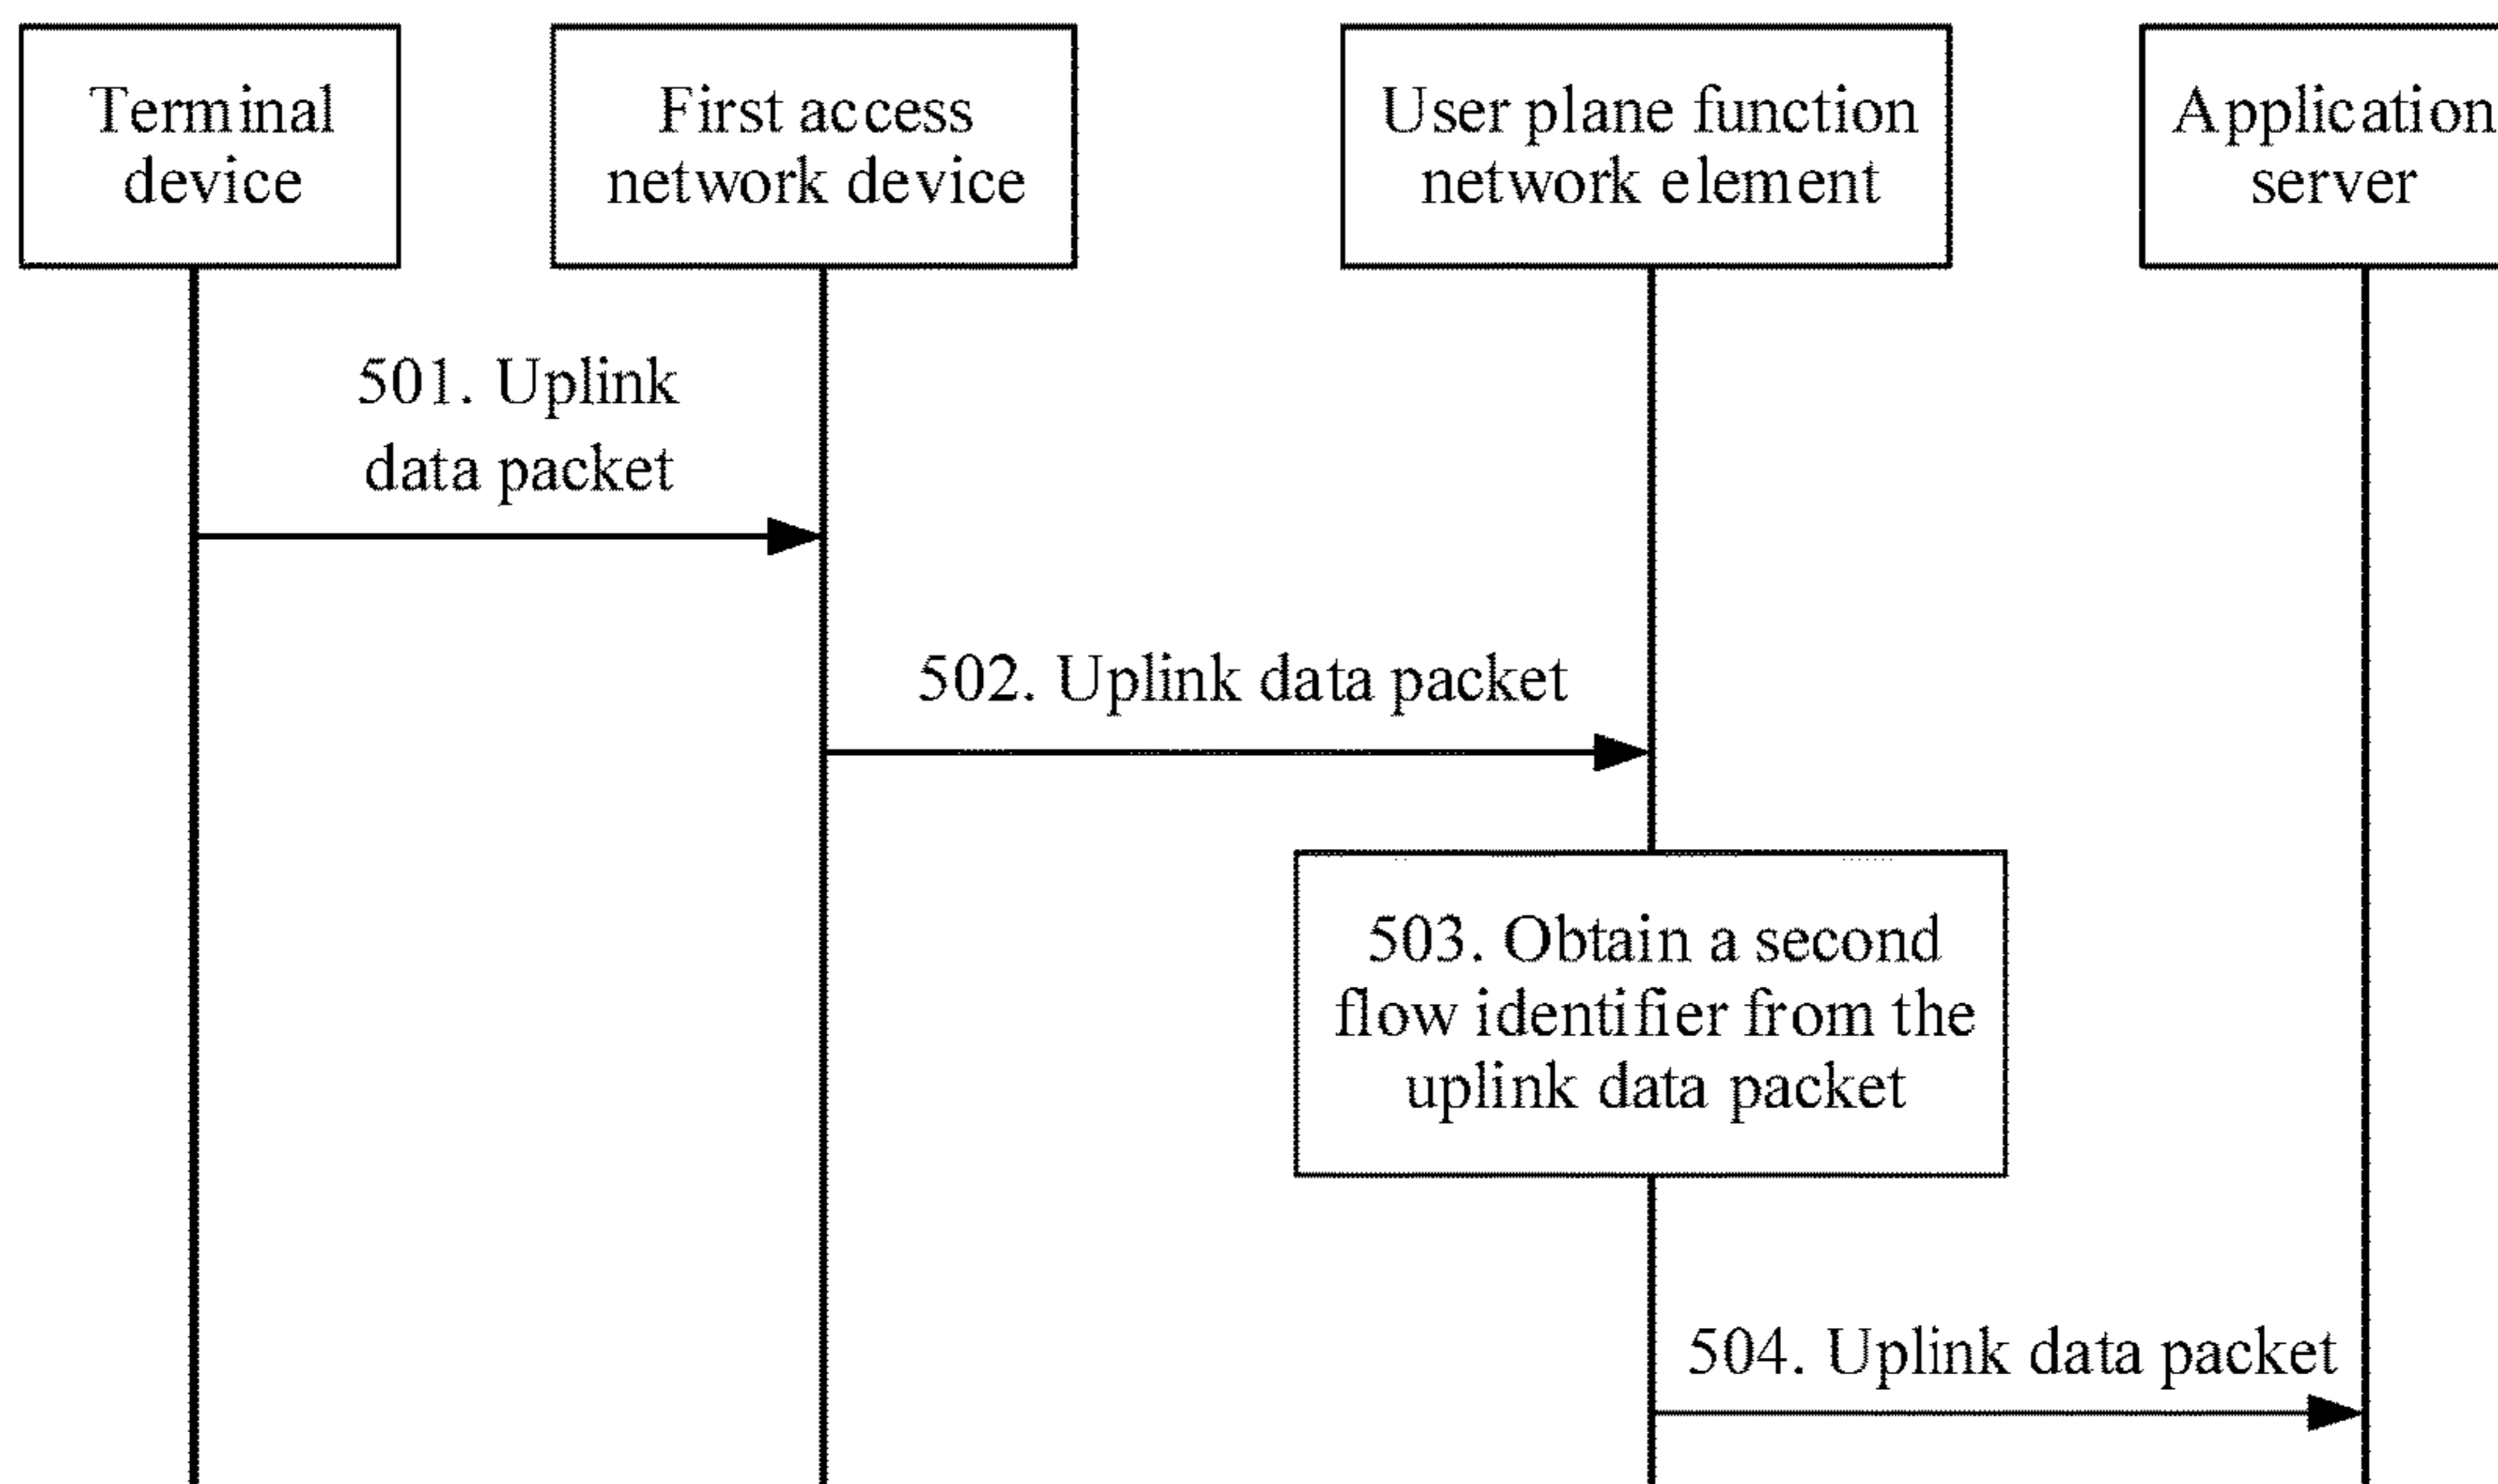 Terminal
device
First access
network device
User plane function
network element
Application
server
501. Uplink
data packet
502. Uplink data packet
503. Obtain a second
flow identifier from the
uplink data packet
504. Uplink data packet